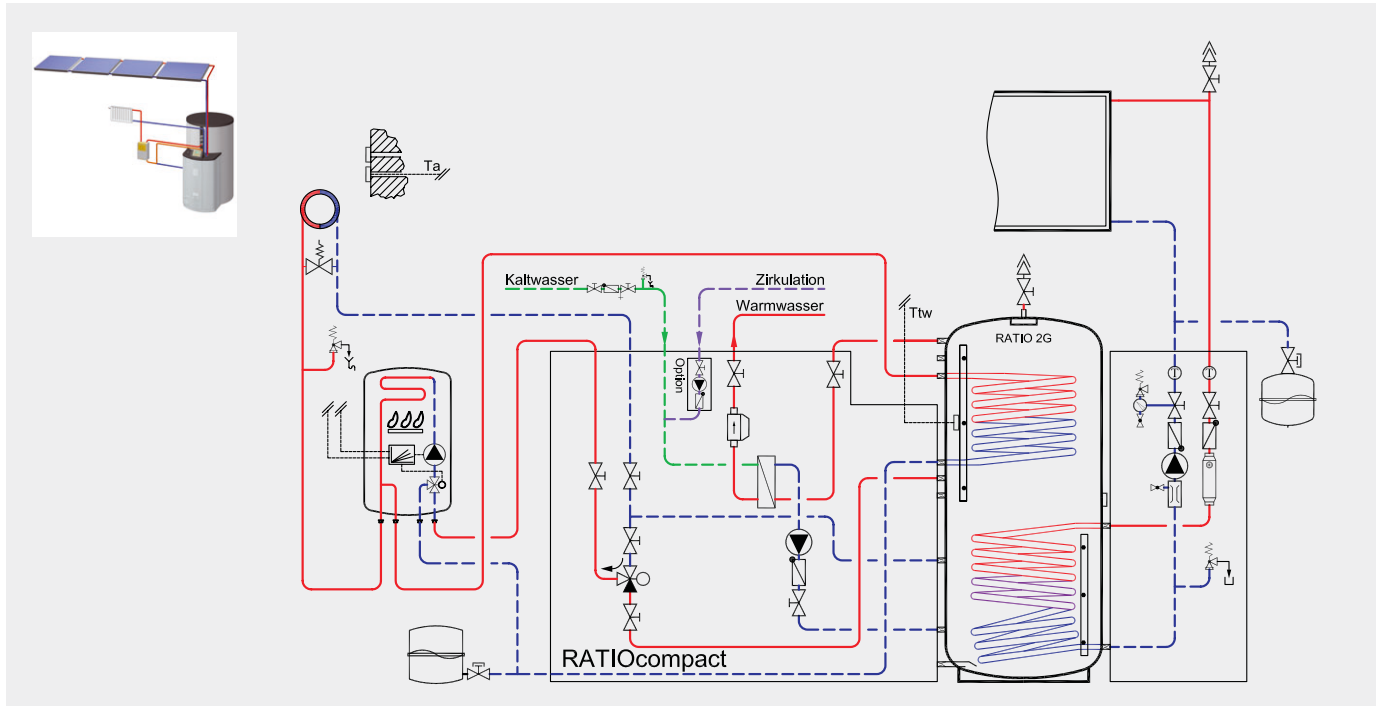 Ta
Kaltwasser
Zirkulation
Warmwasser
Ttw
RATIO 2G
Option
T
T
RATIOcompact